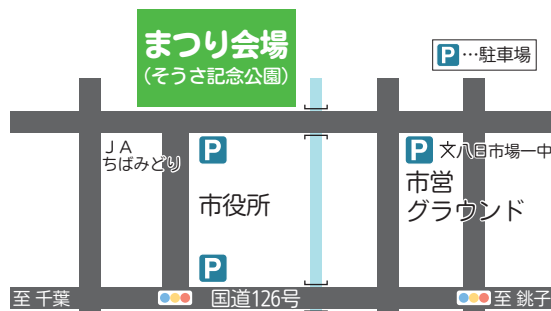 まつり会場
(そうさ記念公園)
P…駐車場
JA
ちばみどり
P
市役所
P
P
文八日市場一中
市営
グラウンド
至 千葉
国道126号
至 銚子